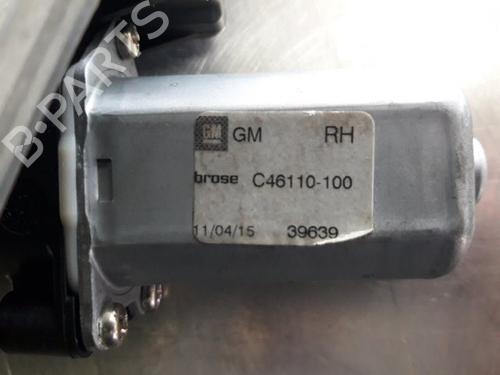 GM GM RH
brose C46110-100
11/04/15 39639
B-PARTS